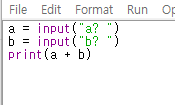 File Edit Format Run Op
a = input("a? ")
b = input("b? ")
print(a + b)